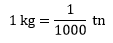 1 kg = 1/1000 tn